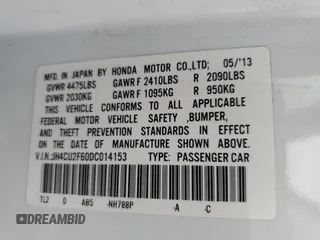 MFD. IN JAPAN BY HONDA MOTOR CO.,LTD; 05/'13
GVWR 4475LBS GAWR F 2410LBS R 2090LBS
GVWR 2030KG GAWR F 1095KG R 950KG
THIS VEHICLE CONFORMS TO ALL APPLICABLE
FEDERAL MOTOR VEHICLE SAFETY ,BUMPER,
AND THEFT PREVENTION STANDARDS IN EFFECT
ON THE DATE OF MANUFACTURE SHOWN ABOVE.
V.I.N.:JH4CU2F60DC014153 TYPE: PASSENGER CAR
TL2 D AB5 -NH788P -A -C
DREAMBID.COM